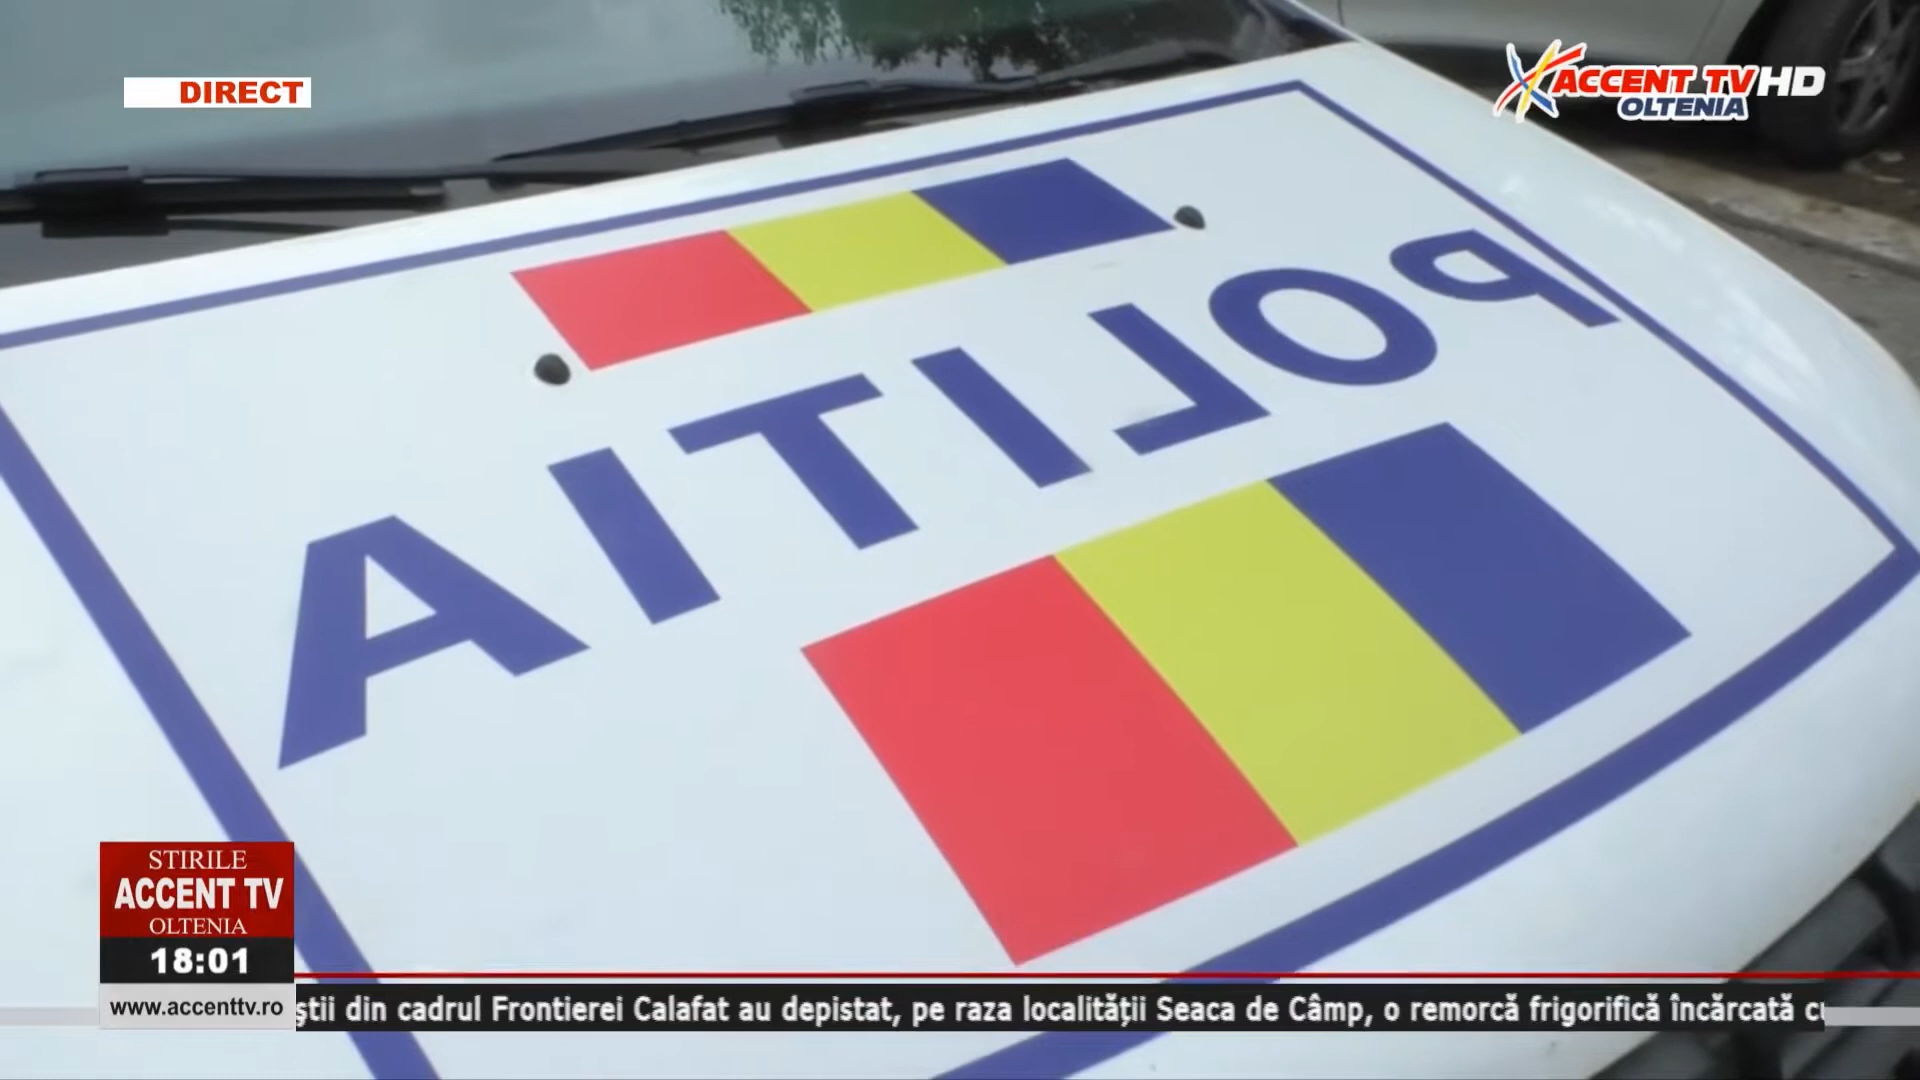 DIRECT
ACCENT TV HD
OLTENIA
POLITIA
STIRILE
ACCENT TV
OLTENIA
18:01
www.accenttv.ro
știi din cadrul Frontierei Calafat au depistat, pe raza localității Seaca de Câmp, o remorcă frigorifică încărcată